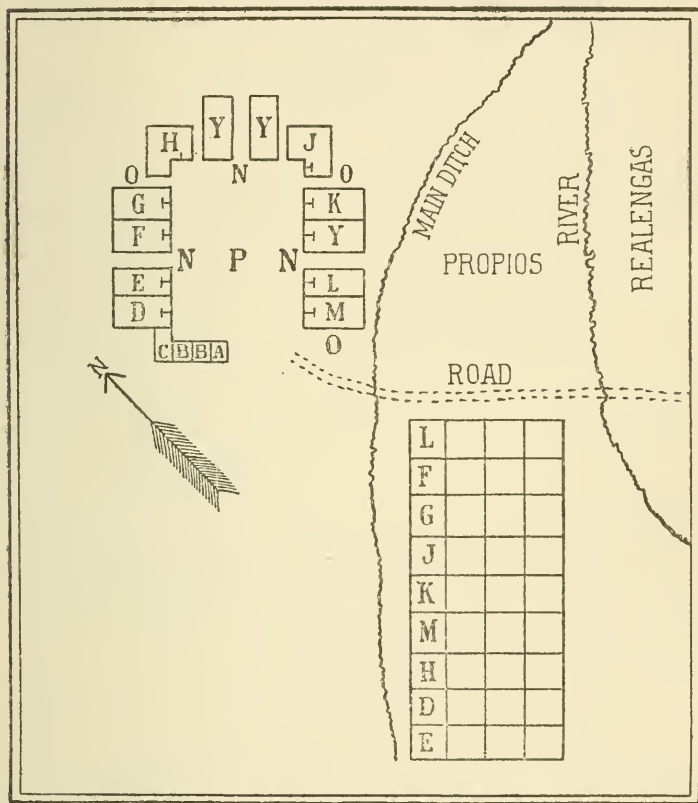 H Y Y J
O N O
G K
F Y
N P N
E L
D M
C B B A
O
N
MAIN DITCH
PROPIOS
RIVER
REALENGAS
ROAD
L
F
G
J
K
M
H
D
E